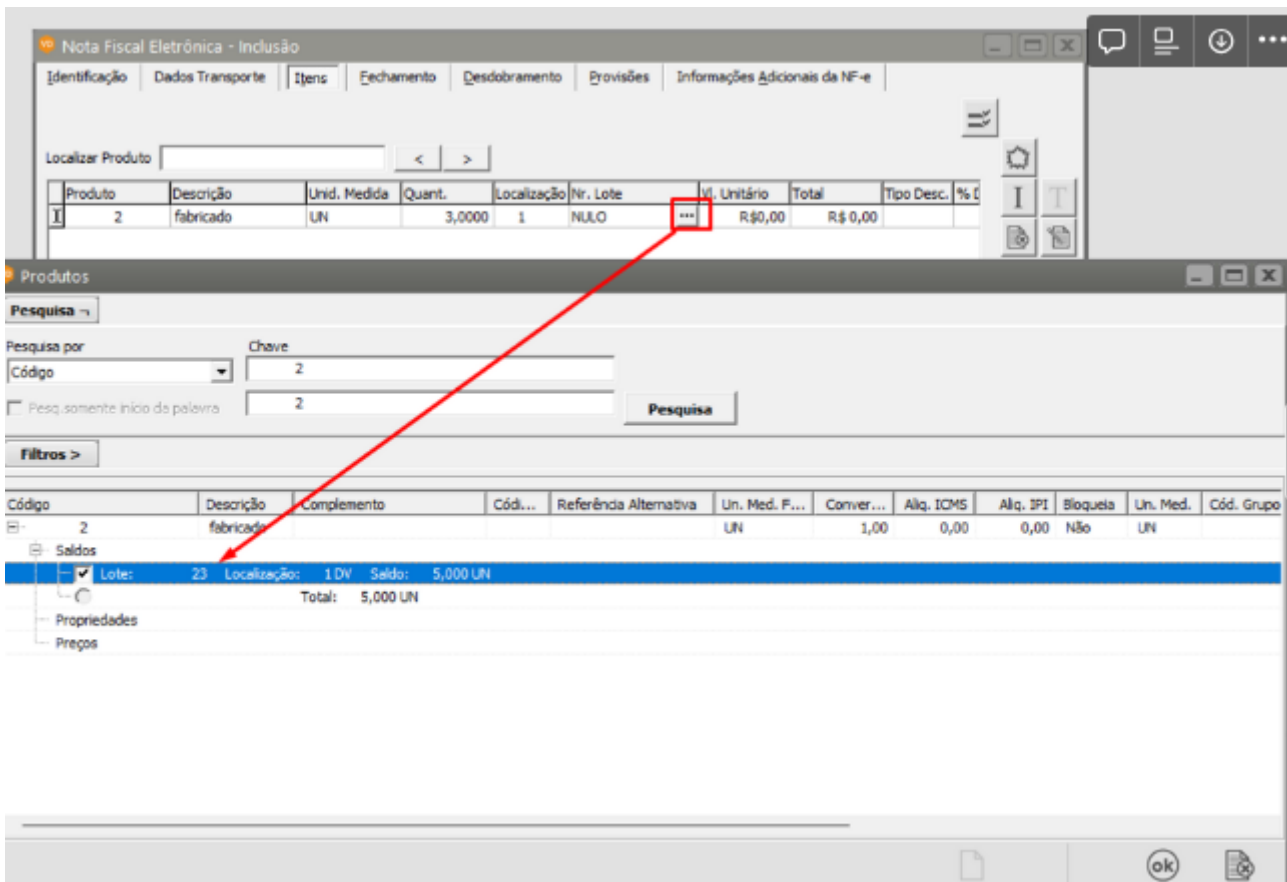 VD Nota Fiscal Eletrônica - Inclusão
Identificação Dados Transporte Itens Fechamento Desdobramento Provisões Informações Adicionais da NF-e
Localizar Produto < >
Produto Descrição Unid. Medida Quant. Localização Nr. Lote Vl. Unitário Total Tipo Desc. % D
I 2 fabricado UN 3,0000 1 NULO ... R$0,00 R$ 0,00
I T
Produtos
Pesquisa ¬
Pesquisa por Chave
Código 2
Pesq.somente início da palavra 2 Pesquisa
Filtros >
Código Descrição Complemento Códi... Referência Alternativa Un. Med. F... Conver... Aliq. ICMS Aliq. IPI Bloqueia Un. Med. Cód. Grupo
2 fabricado UN 1,00 0,00 0,00 Não UN
Saldos
Lote: 23 Localização: 1 DV Saldo: 5,000 UN
Total: 5,000 UN
Propriedades
Preços
ok